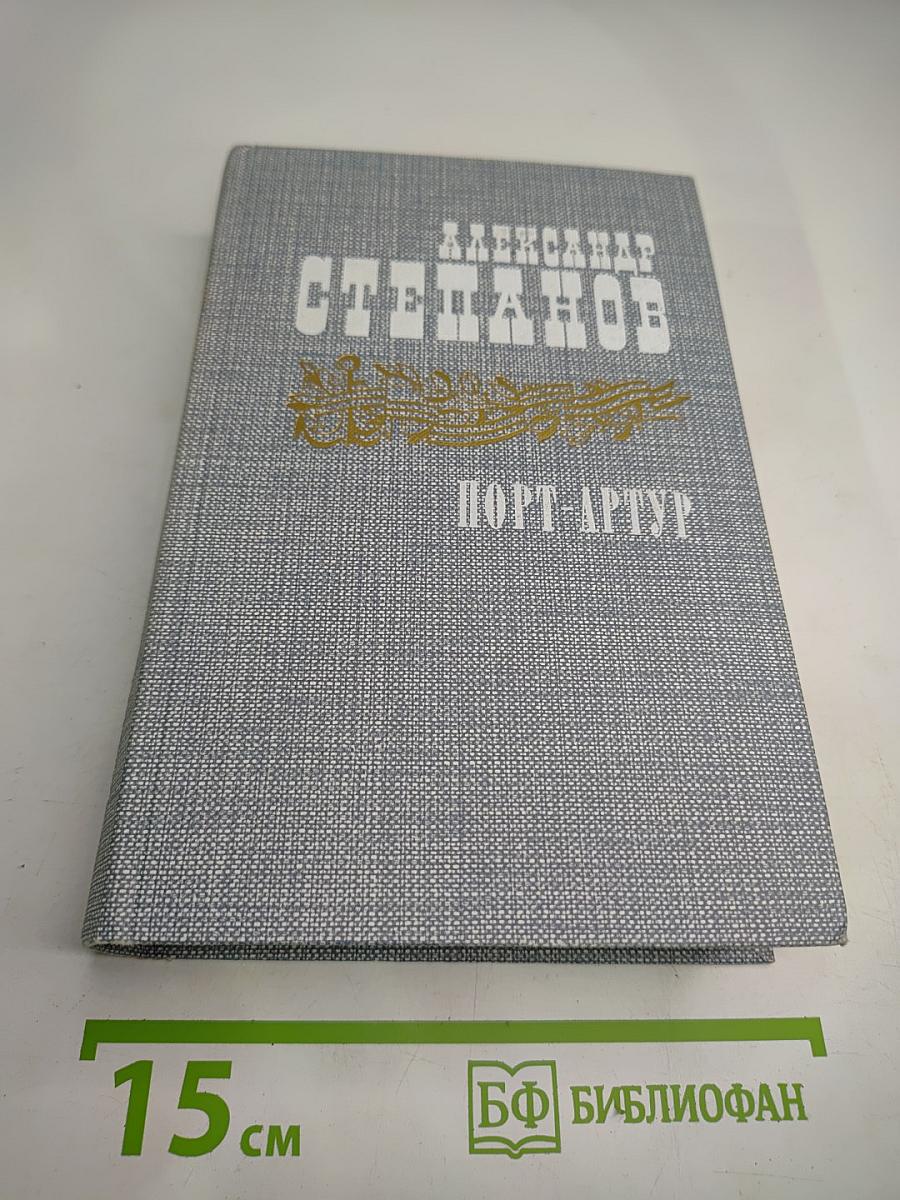 АЛЕКСАНДР
СТЕПАНОВ
ПОРТ-АРТУР
15 см
БФ БИБЛИОФАН